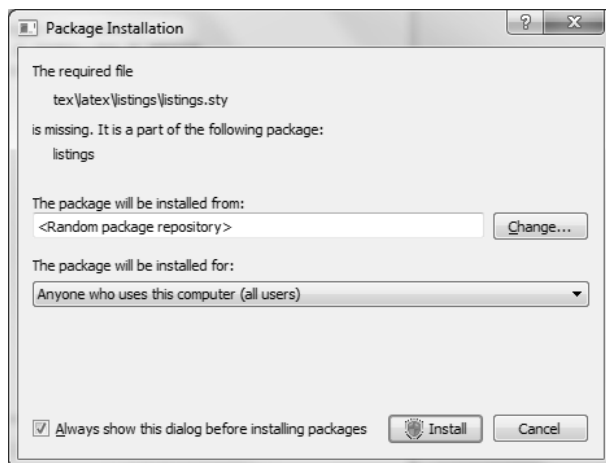 Package Installation
?
X
The required file
tex\latex\listings\listings.sty
is missing. It is a part of the following package:
listings
The package will be installed from:
<Random package repository>
Change...
The package will be installed for:
Anyone who uses this computer (all users)
Always show this dialog before installing packages
Install
Cancel